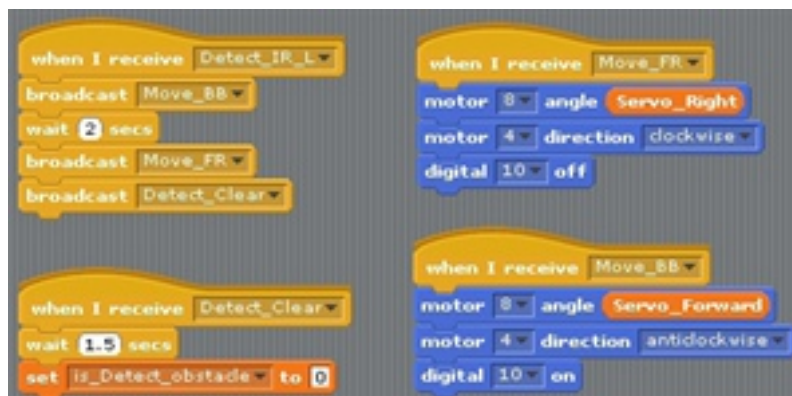 when I receive Detect_IR_L
broadcast Move_BB
wait 2 secs
broadcast Move_FR
broadcast Detect_Clear
when I receive Detect_Clear
wait 1.5 secs
set is_Detect_obstacle to 0
when I receive Move_FR
motor 8 angle Servo_Right
motor 4 direction clockwise
digital 10 off
when I receive Move_BB
motor 8 angle Servo_Forward
motor 4 direction anticlockwise
digital 10 on